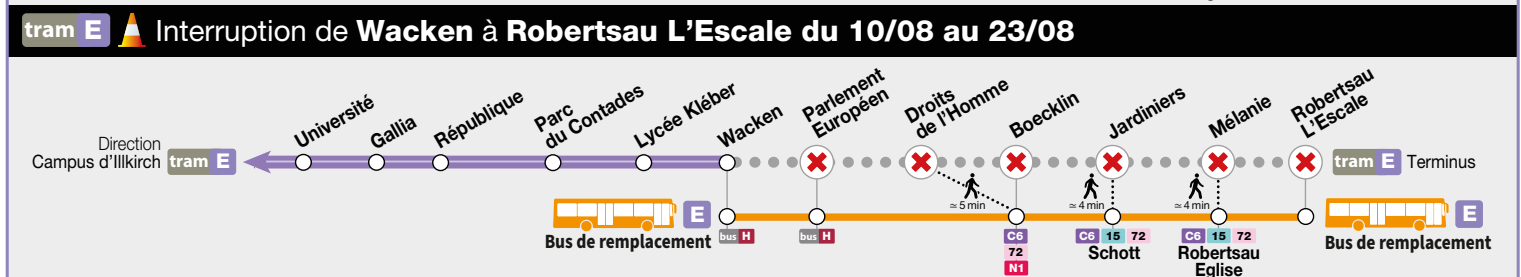 tram E Interruption de Wacken à Robertsau L'Escale du 10/08 au 23/08
Direction
Campus d'Illkirch tram E
Université
Gallia
République
Parc
du Contades
Lycée Kléber
Wacken
Parlement
Européen
Droits
de l'Homme
Boecklin
Jardiniers
Mélanie
Robertsau
L'Escale
tram E Terminus
≃ 5 min
≃ 4 min
≃ 4 min
E
Bus de remplacement
bus H
bus H
C6
72
N1
C6 15 72
Schott
C6 15 72
Robertsau
Eglise
E
Bus de remplacement